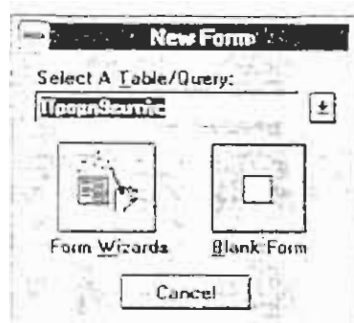 New Form
Select A Table/Query:
Form Wizards
Blank Form
Cancel